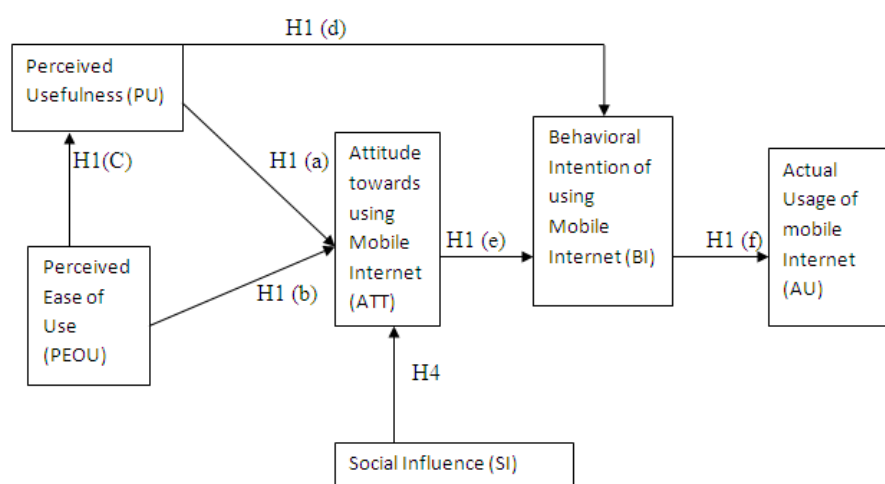 H1 (d)
Perceived
Usefulness (PU)
H1(C)
H1 (a)
Attitude
towards
using
Mobile
Internet
(ATT)
Behavioral
Intention of
using
Mobile
Internet (BI)
Actual
Usage of
mobile
Internet
(AU)
H1 (e)
H1 (f)
Perceived
Ease of
Use
(PEOU)
H1 (b)
H4
Social Influence (SI)